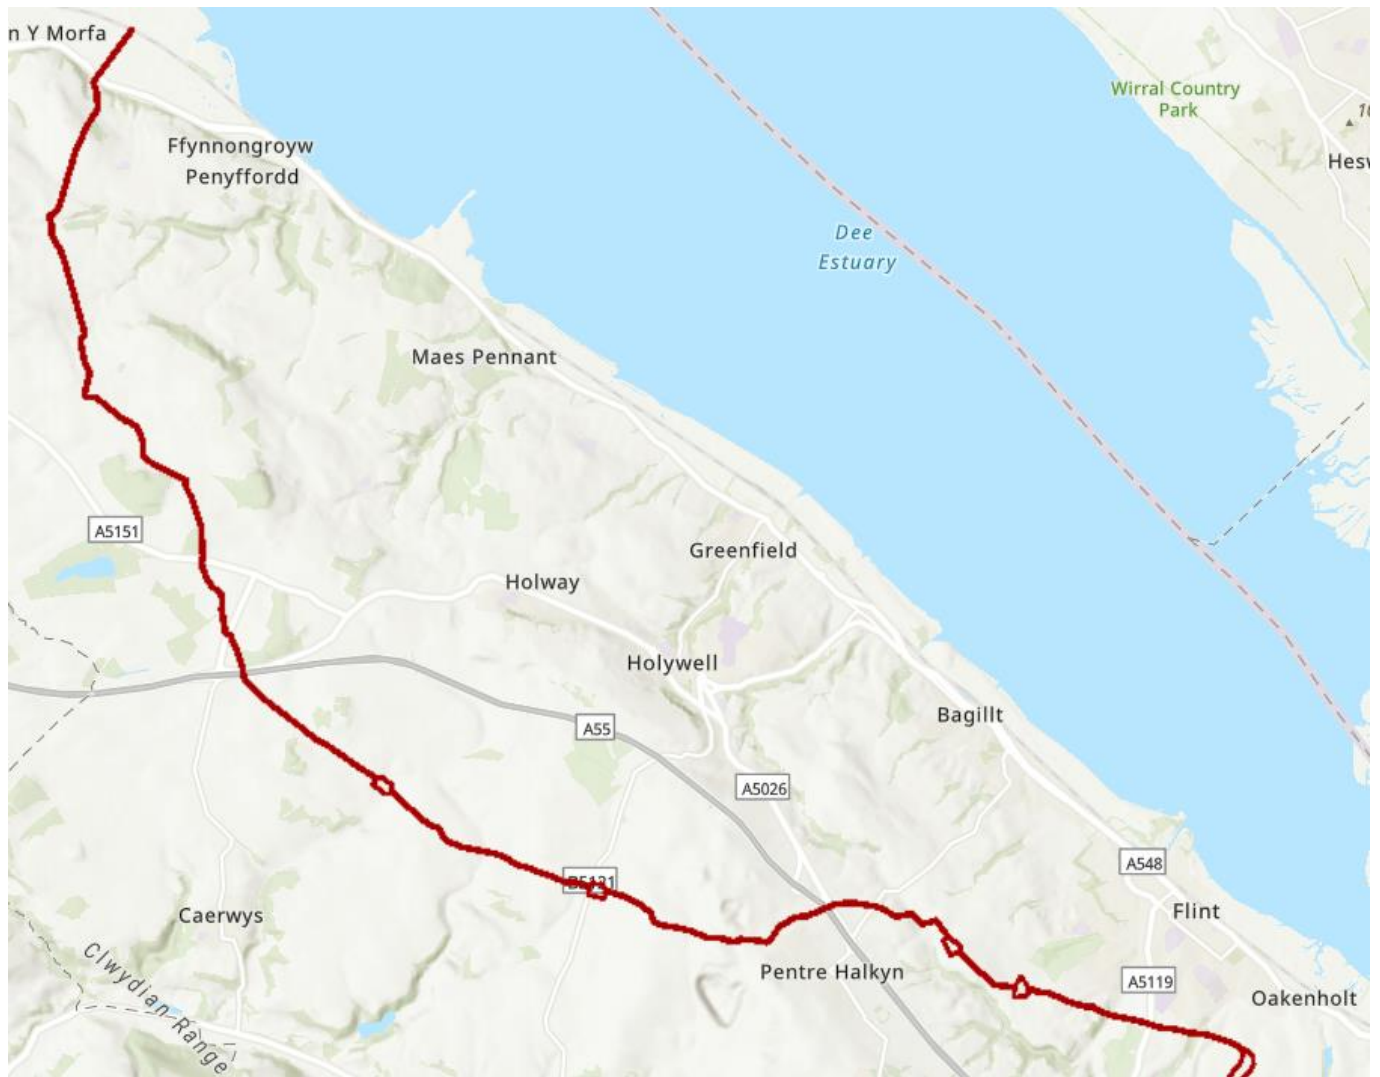 n Y Morfa
Wirral Country
Park
Ffynnongroyw
Penyffordd
Dee
Estuary
Maes Pennant
A5151
Greenfield
Holway
Holywell
Bagillt
A55
A5026
A548
B5121
Caerwys
Flint
Clwydian Range
Pentre Halkyn
A5119
Oakenholt